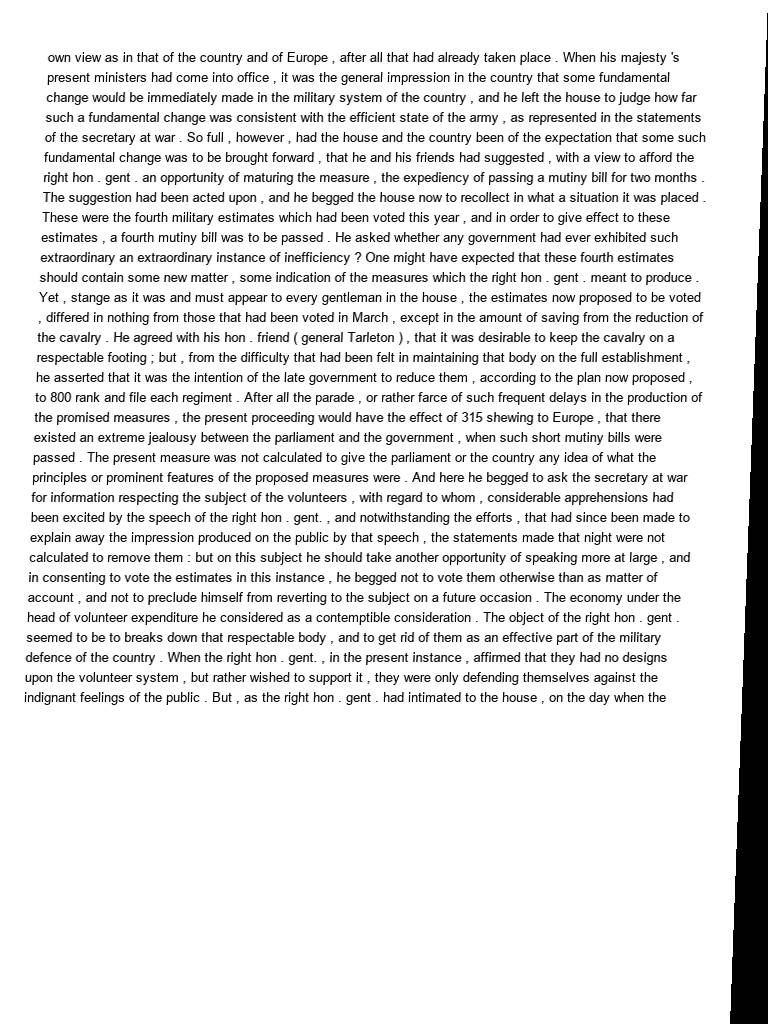 own view as in that of the country and of Europe , after all that had already taken place . When his majesty 's
present ministers had come into office , it was the general impression in the country that some fundamental
change would be immediately made in the military system of the country , and he left the house to judge how far
such a fundamental change was consistent with the efficient state of the army , as represented in the statements
of the secretary at war . So full , however , had the house and the country been of the expectation that some such
fundamental change was to be brought forward , that he and his friends had suggested , with a view to afford the
right hon . gent . an opportunity of maturing the measure , the expediency of passing a mutiny bill for two months .
The suggestion had been acted upon , and he begged the house now to recollect in what a situation it was placed .
These were the fourth military estimates which had been voted this year , and in order to give effect to these
estimates , a fourth mutiny bill was to be passed . He asked whether any government had ever exhibited such
extraordinary an extraordinary instance of inefficiency ? One might have expected that these fourth estimates
should contain some new matter , some indication of the measures which the right hon . gent . meant to produce .
Yet , stange as it was and must appear to every gentleman in the house , the estimates now proposed to be voted
, differed in nothing from those that had been voted in March , except in the amount of saving from the reduction of
the cavalry . He agreed with his hon . friend ( general Tarleton ) , that it was desirable to keep the cavalry on a
respectable footing ; but , from the difficulty that had been felt in maintaining that body on the full establishment ,
he asserted that it was the intention of the late government to reduce them , according to the plan now proposed ,
to 800 rank and file each regiment . After all the parade , or rather farce of such frequent delays in the production of
the promised measures , the present proceeding would have the effect of 315 shewing to Europe , that there
existed an extreme jealousy between the parliament and the government , when such short mutiny bills were
passed . The present measure was not calculated to give the parliament or the country any idea of what the
principles or prominent features of the proposed measures were . And here he begged to ask the secretary at war
for information respecting the subject of the volunteers , with regard to whom , considerable apprehensions had
been excited by the speech of the right hon . gent. , and notwithstanding the efforts , that had since been made to
explain away the impression produced on the public by that speech , the statements made that night were not
calculated to remove them : but on this subject he should take another opportunity of speaking more at large , and
in consenting to vote the estimates in this instance , he begged not to vote them otherwise than as matter of
account , and not to preclude himself from reverting to the subject on a future occasion . The economy under the
head of volunteer expenditure he considered as a contemptible consideration . The object of the right hon . gent .
seemed to be to breaks down that respectable body , and to get rid of them as an effective part of the military
defence of the country . When the right hon . gent. , in the present instance , affirmed that they had no designs
upon the volunteer system , but rather wished to support it , they were only defending themselves against the
indignant feelings of the public . But , as the right hon . gent . had intimated to the house , on the day when the